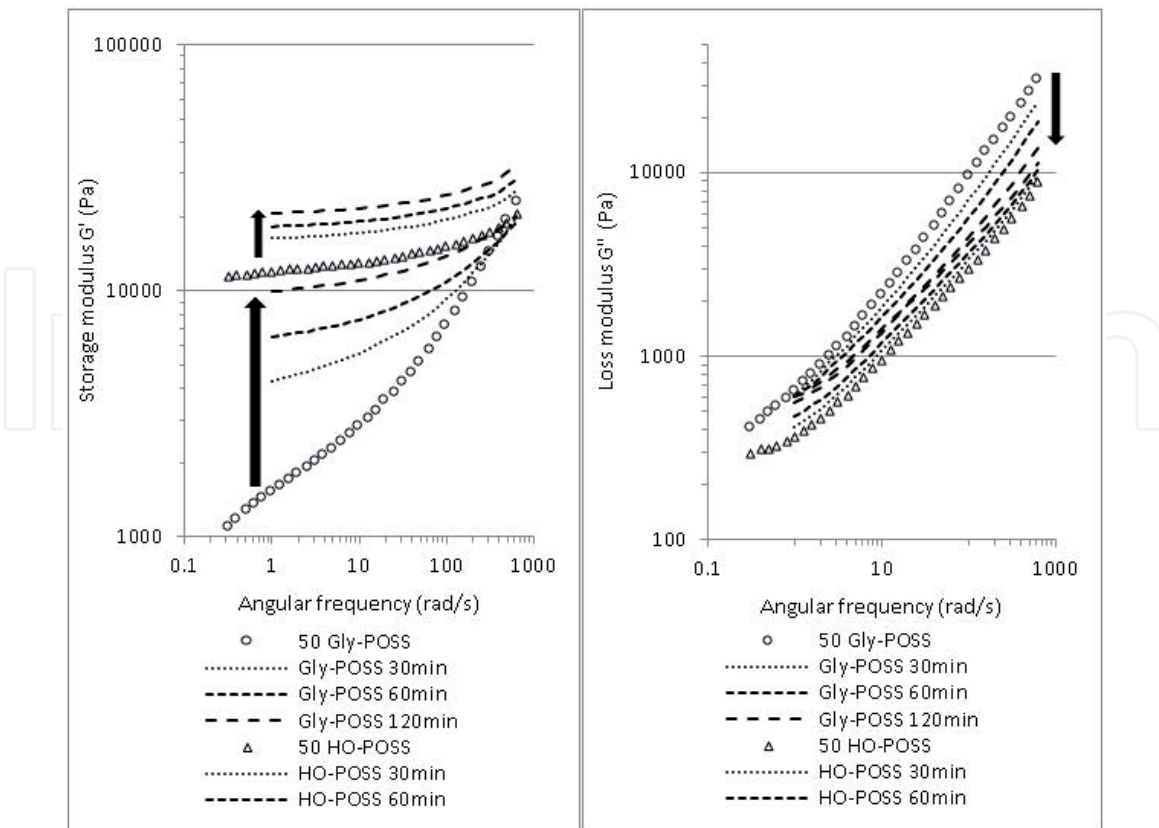 100000
10000
1000
0.1 1 10 100 1000
Storage modulus G' (Pa)
Angular frequency (rad/s)
50 Gly-POSS
Gly-POSS 30min
Gly-POSS 60min
Gly-POSS 120min
50 HO-POSS
HO-POSS 30min
HO-POSS 60min
10000
1000
100
0.1 10 1000
Loss modulus G'' (Pa)
Angular frequency (rad/s)
50 Gly-POSS
Gly-POSS 30min
Gly-POSS 60min
Gly-POSS 120min
50 HO-POSS
HO-POSS 30min
HO-POSS 60min